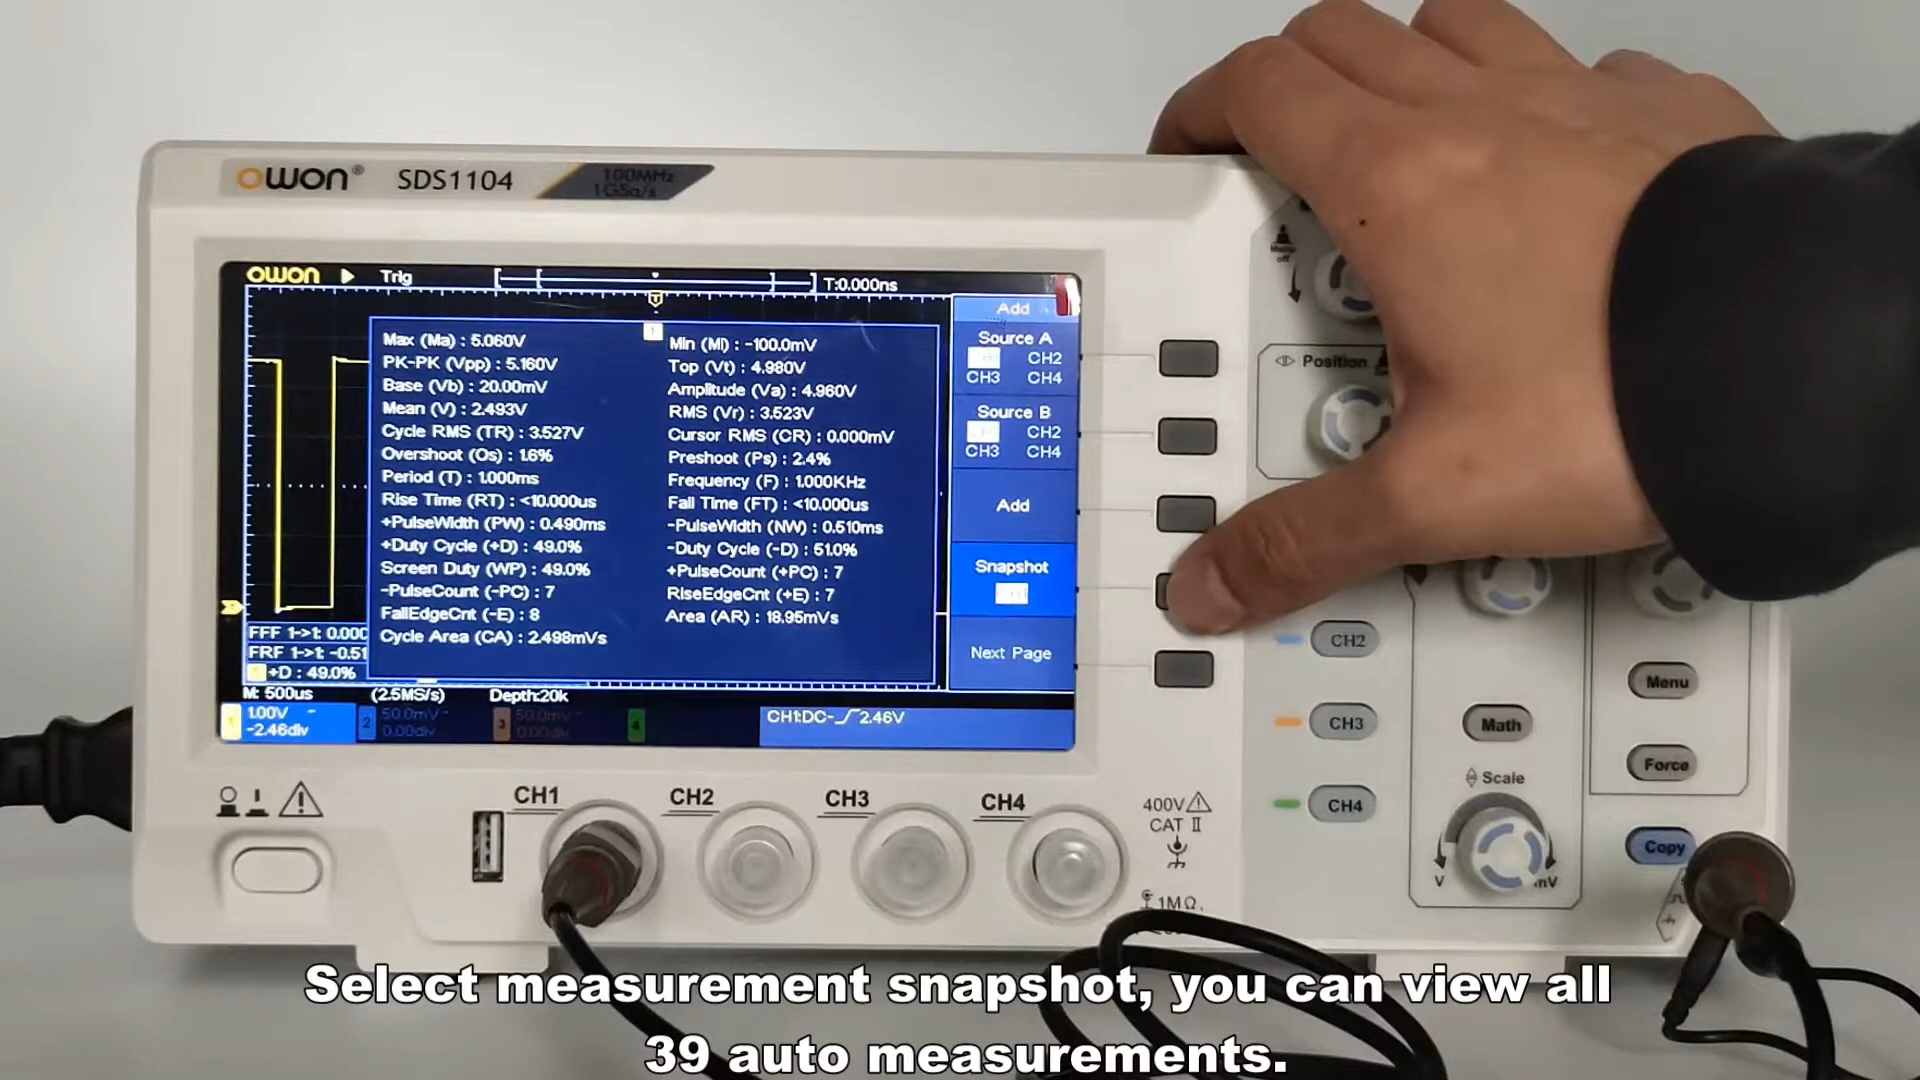 OWON® SDS1104 100MHz
1GSa/s
OWON Trig T:0.000ns
T
1
Max (Ma) : 5.060V Min (Mi) : -100.0mV
PK-PK (Vpp) : 5.160V Top (Vt) : 4.980V
Base (Vb) : 20.00mV Amplitude (Va) : 4.960V
Mean (V) : 2.493V RMS (Vr) : 3.523V
Cycle RMS (TR) : 3.527V Cursor RMS (CR) : 0.000mV
Overshoot (Os) : 1.6% Preshoot (Ps) : 2.4%
Period (T) : 1.000ms Frequency (F) : 1.000KHz
Rise Time (RT) : <10.000us Fall Time (FT) : <10.000us
+PulseWidth (PW) : 0.490ms -PulseWidth (NW) : 0.510ms
+Duty Cycle (+D) : 49.0% -Duty Cycle (-D) : 51.0%
Screen Duty (WP) : 49.0% +PulseCount (+PC) : 7
-PulseCount (-PC) : 7 RiseEdgeCnt (+E) : 7
FallEdgeCnt (-E) : 8 Area (AR) : 18.95mVs
Cycle Area (CA) : 2.498mVs
FFF 1->1: 0.000
FRF 1->1: -0.51
+D : 49.0%
M: 500us (2.5MS/s) Depth:20k
1 1.00V 2 50.0mV 3 50.0mV 4 CH1:DC- 2.46V
-2.46div 0.00div 0.00div
Add
Source A
CH2
CH3 CH4
Source B
CH2
CH3 CH4
Add
Snapshot
Next Page
off
Position
CH2
CH3
CH4
Math
Scale
V mV
Menu
Force
Copy
CH1 CH2 CH3 CH4
400V
CAT II
1MΩ
Select measurement snapshot, you can view all
39 auto measurements.